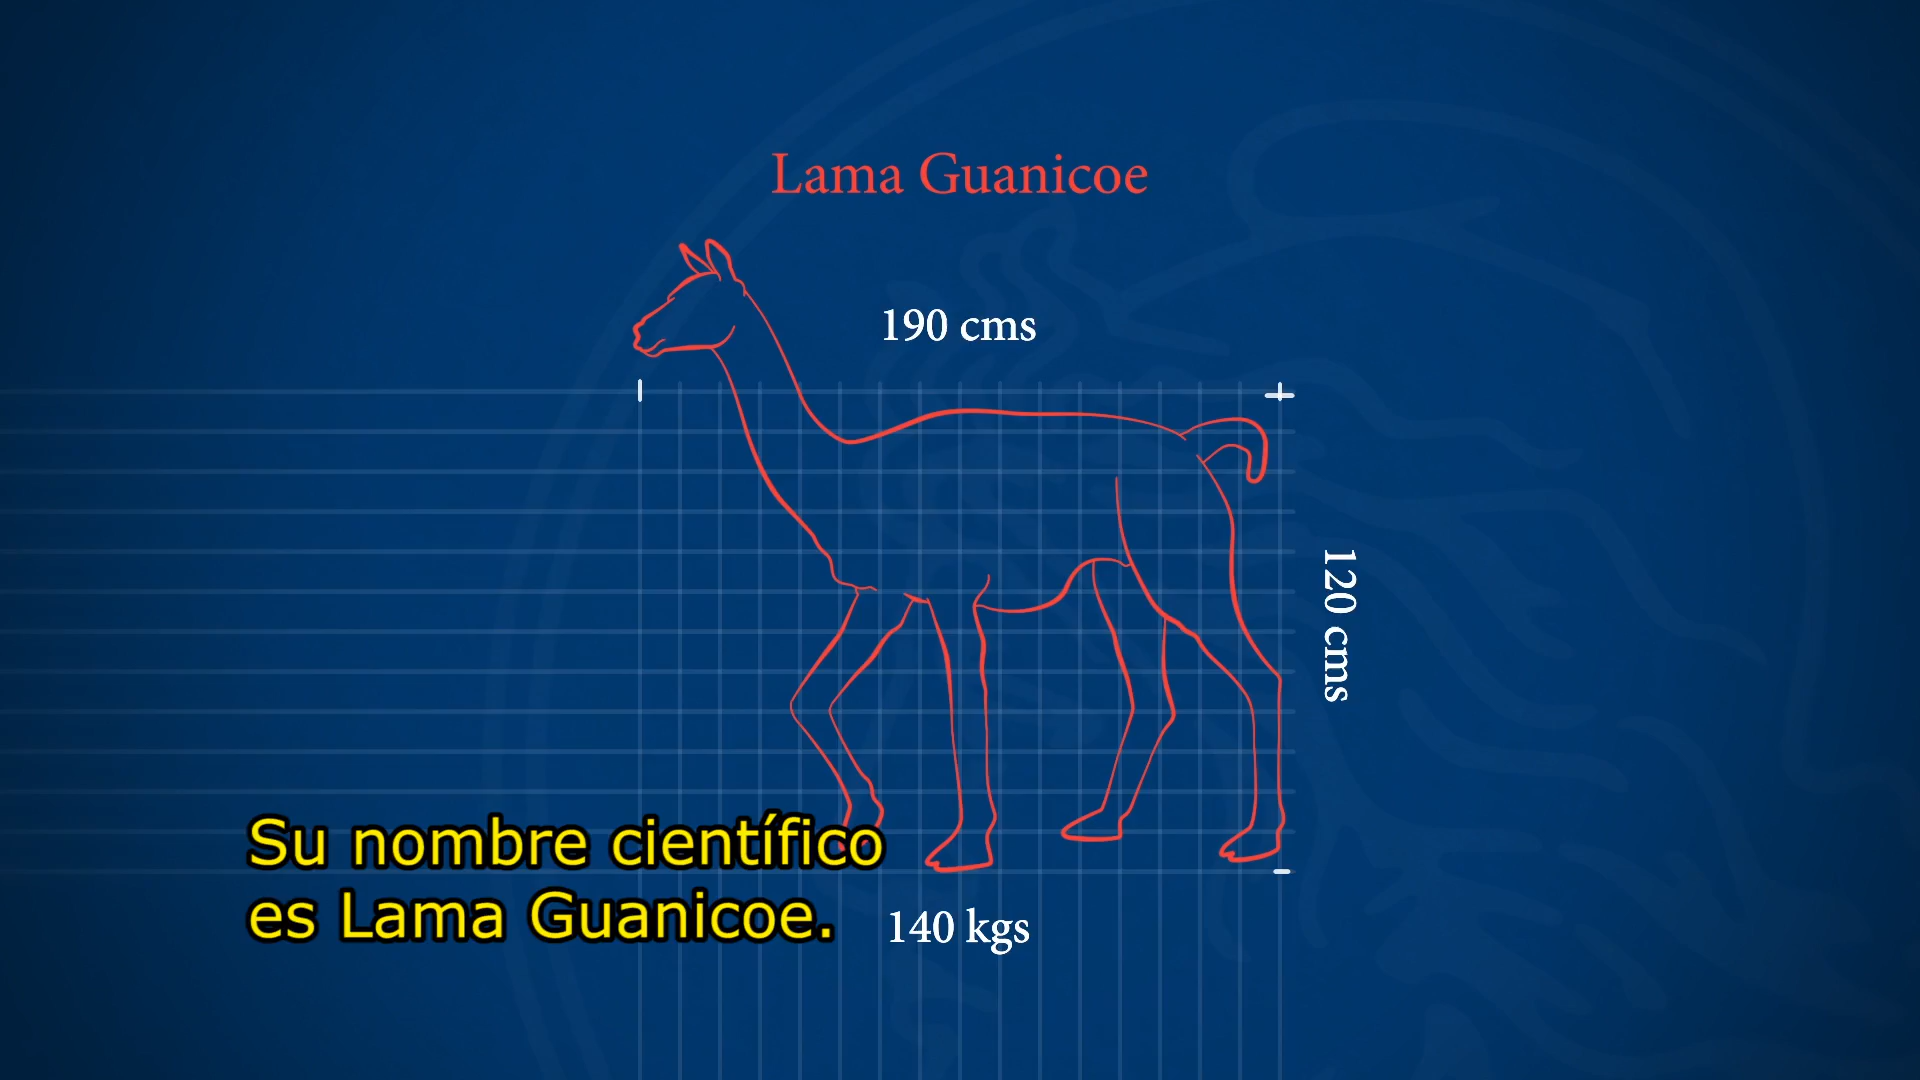 Lama Guanicoe
190 cms
120 cms
Su nombre científico
es Lama Guanicoe.
140 kgs